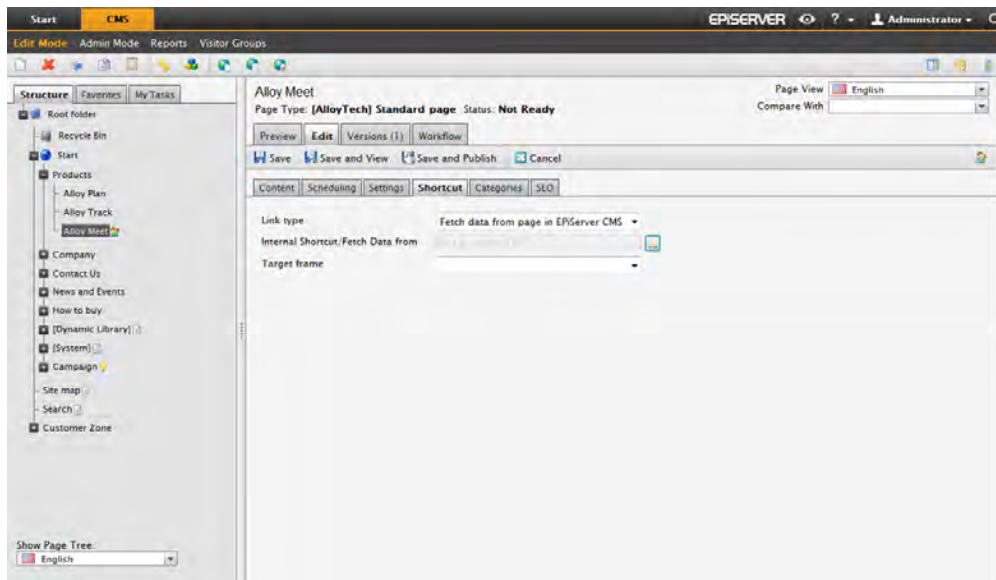 Start CMS EPiSERVER ? Administrator
Edit Mode Admin Mode Reports Visitor Groups
Structure Favorites My Tasks
Root folder
Recycle Bin
Start
Products
Alloy Plan
Alloy Track
Alloy Meet
Company
Contact Us
News and Events
How to buy
[Dynamic Library]
[System]
Campaign
Site map
Search
Customer Zone
Show Page Tree:
English
Alloy Meet
Page Type: [AlloyTech] Standard page Status: Not Ready
Page View English
Compare With
Preview Edit Versions (1) Workflow
Save Save and View Save and Publish Cancel
Content Scheduling Settings Shortcut Categories SEO
Link type Fetch data from page in EPiServer CMS
Internal Shortcut/Fetch Data from ...
Target frame